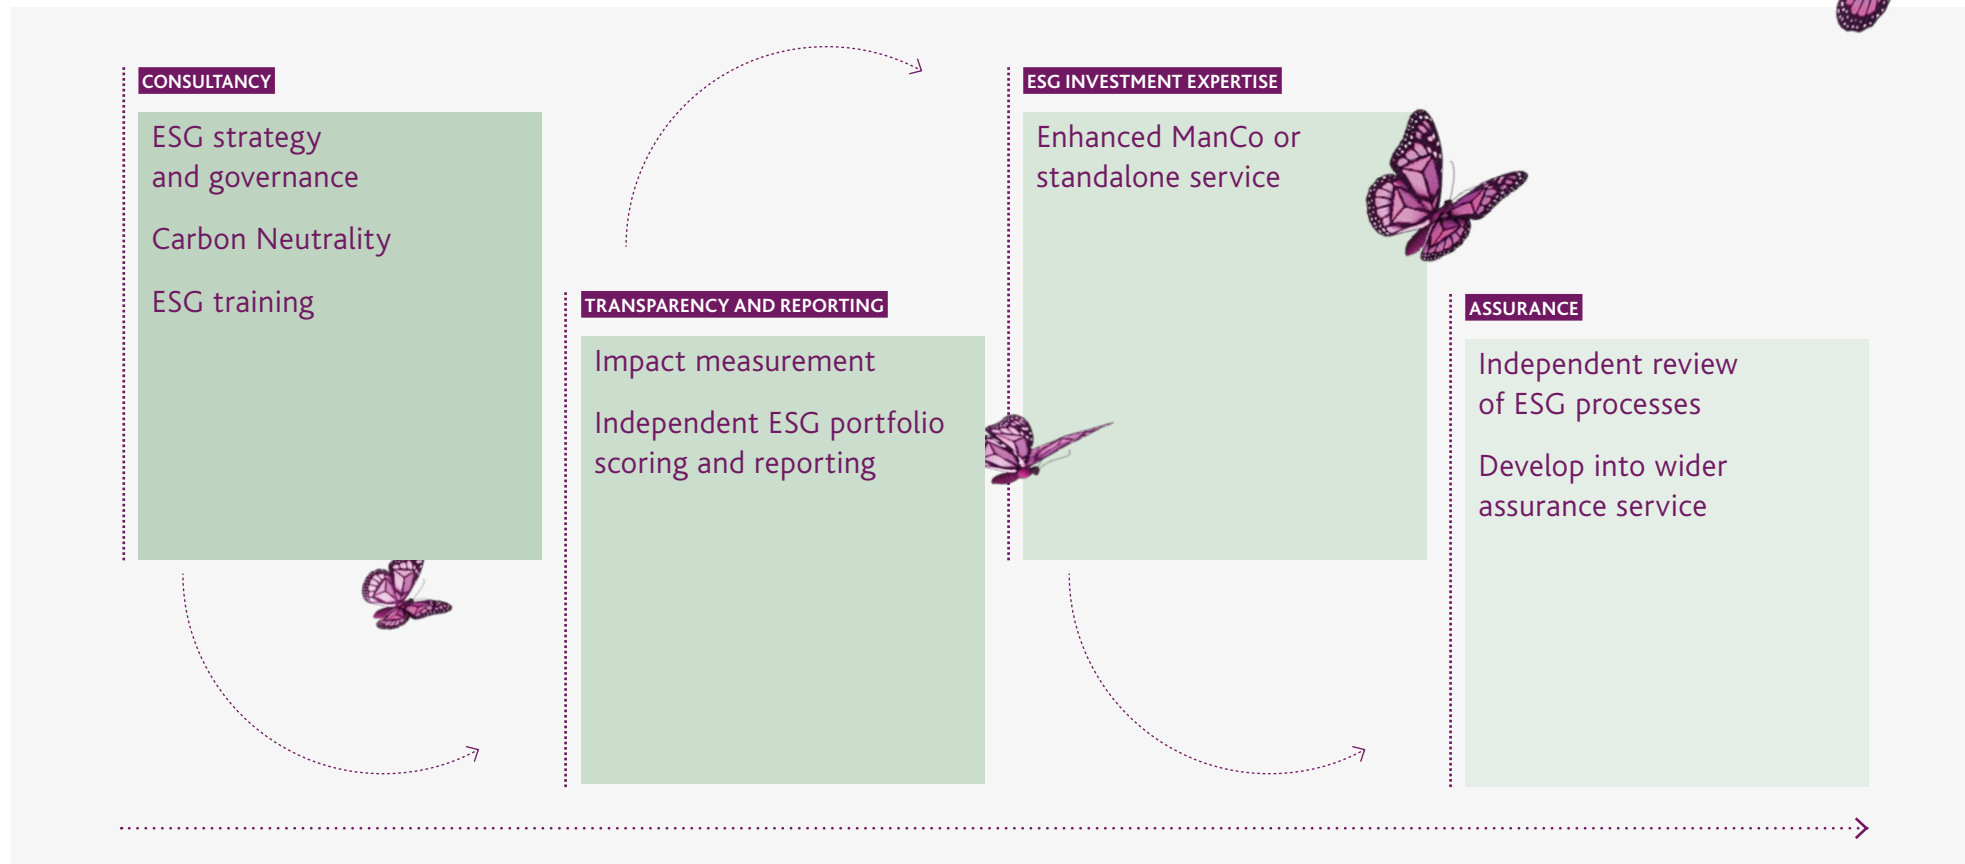 CONSULTANCY
ESG strategy
and governance
Carbon Neutrality
ESG training
TRANSPARENCY AND REPORTING
Impact measurement
Independent ESG portfolio
scoring and reporting
ESG INVESTMENT EXPERTISE
Enhanced ManCo or
standalone service
ASSURANCE
Independent review
of ESG processes
Develop into wider
assurance service